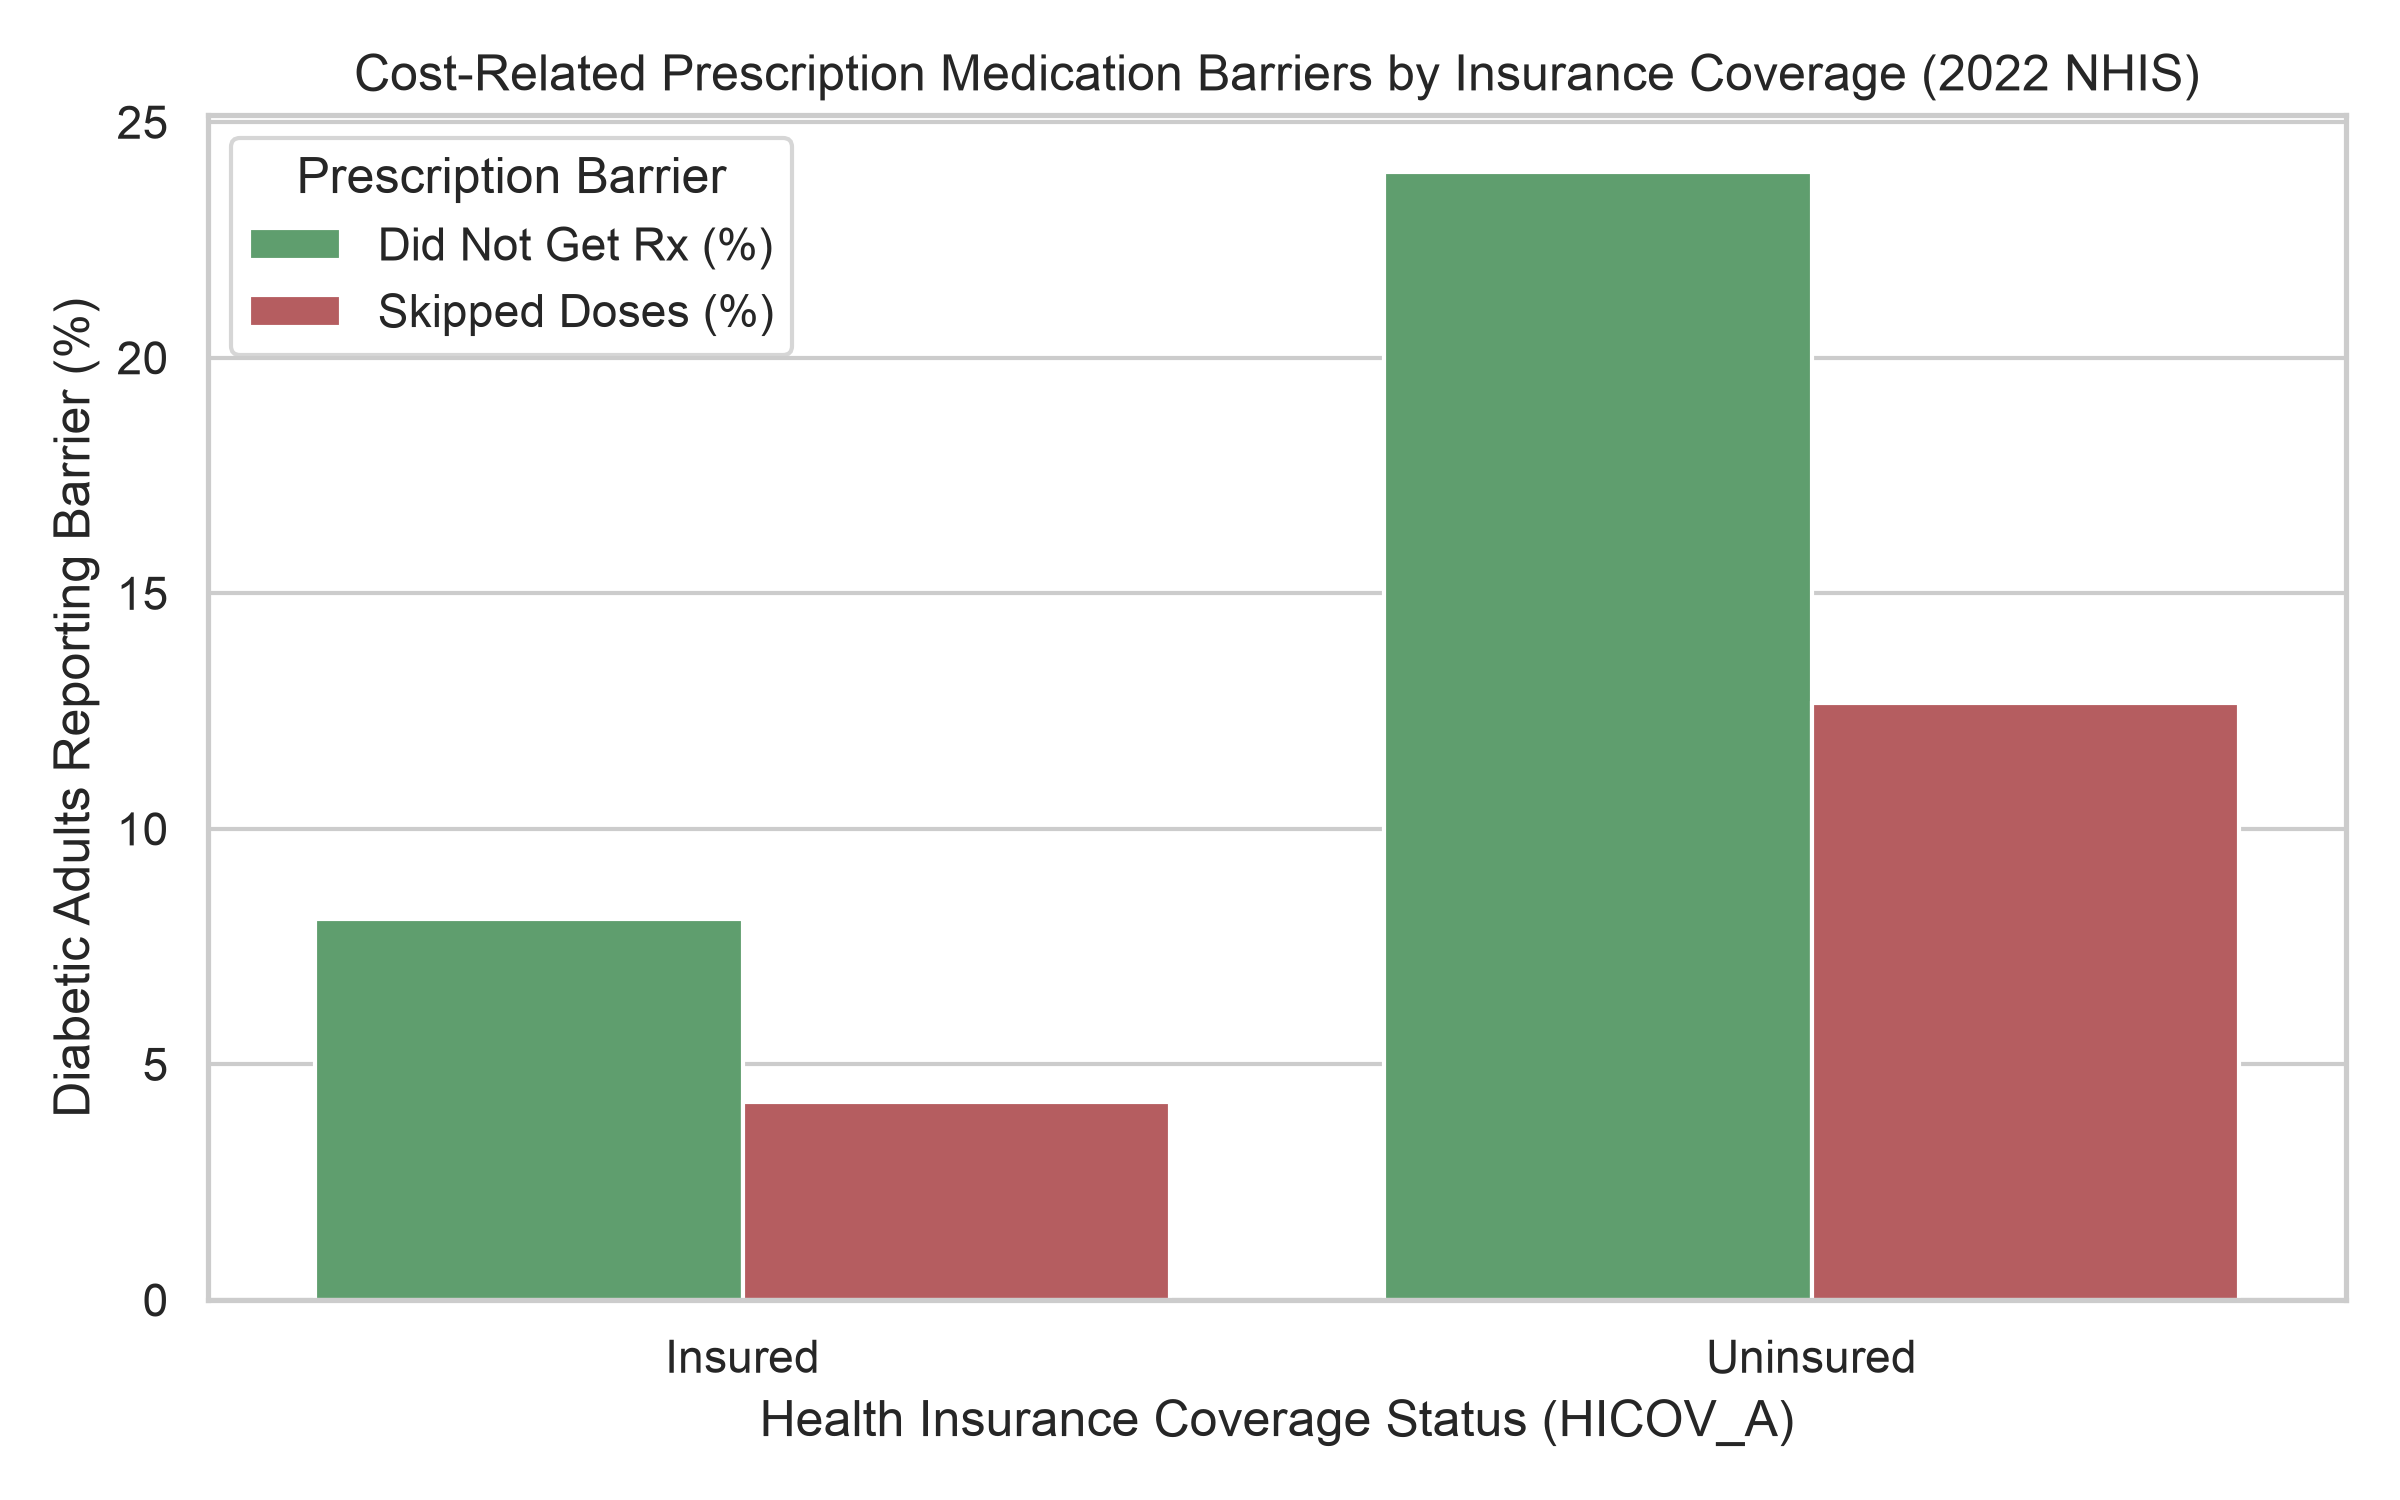 Cost-Related Prescription Medication Barriers by Insurance Coverage (2022 NHIS)
Diabetic Adults Reporting Barrier (%)
25
20
15
10
5
0
Prescription Barrier
Did Not Get Rx (%)
Skipped Doses (%)
Insured
Uninsured
Health Insurance Coverage Status (HICOV_A)